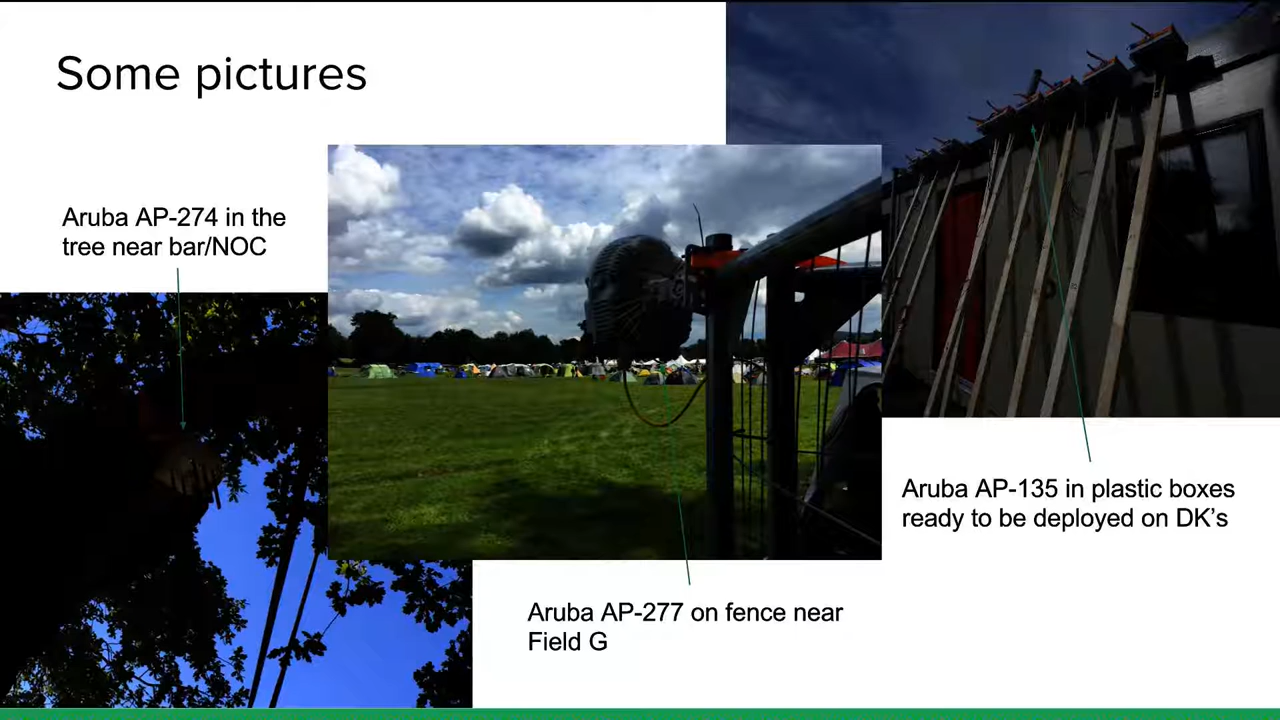 Some pictures
Aruba AP-274 in the
tree near bar/NOC
Aruba AP-135 in plastic boxes
ready to be deployed on DK's
Aruba AP-277 on fence near
Field G